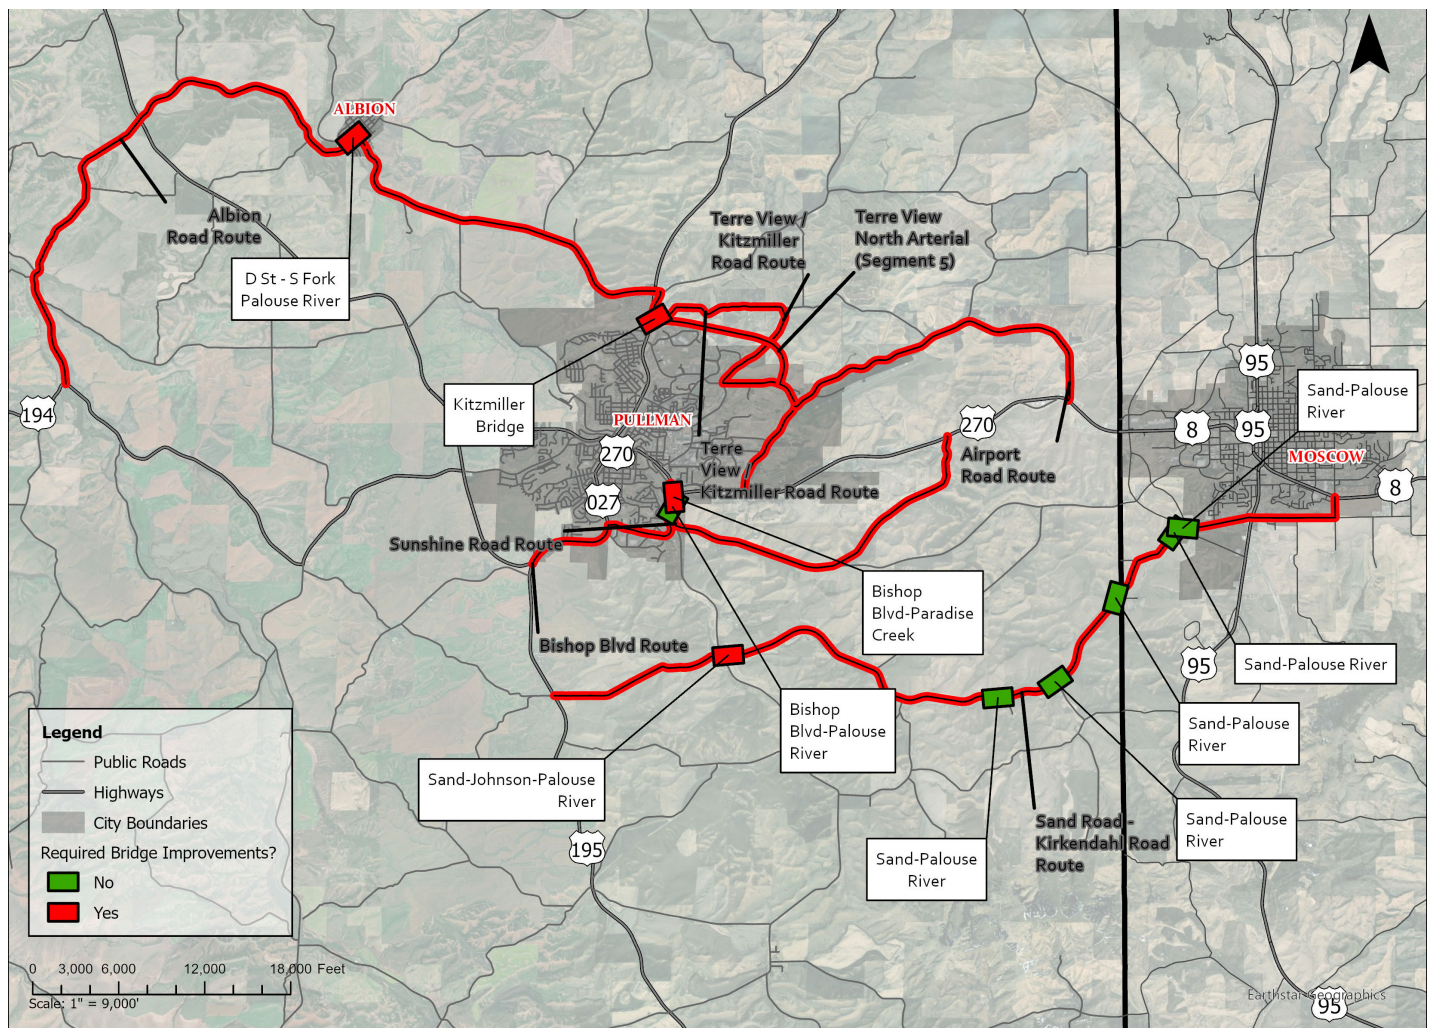 ALBION
Albion
Road Route
D St - S Fork
Palouse River
Terre View /
Kitzmiller
Road Route
Terre View
North Arterial
(Segment 5)
194
Kitzmiller
Bridge
PULLMAN
270
027
270
Airport
Road Route
Terre
View /
Kitzmiller Road Route
95
8
95
Sand-Palouse
River
MOSCOW
8
Sunshine Road Route
Bishop
Blvd-Paradise
Creek
Bishop Blvd Route
Sand-Palouse River
95
Bishop
Blvd-Palouse
River
Sand-Palouse
River
Sand-Johnson-Palouse
River
195
Sand-Palouse
River
Sand Road -
Kirkendahl Road
Route
Sand-Palouse
River
Legend
Public Roads
Highways
City Boundaries
Required Bridge Improvements?
No
Yes
0 3,000 6,000 12,000 18,000 Feet
Scale: 1" = 9,000'
Earthstar Geographics
95